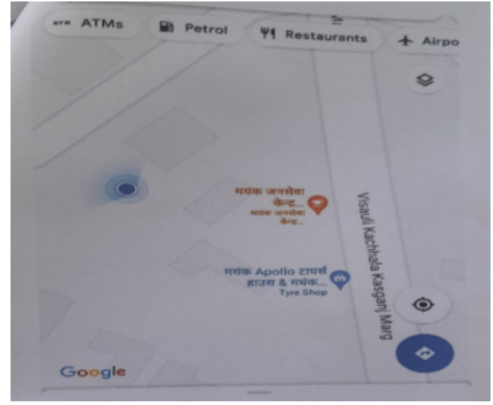 ATM ATMs
Petrol
Restaurants
Airpo
मयंक जनसेवा
केन्द्र...
मयंक जनसेवा
केन्द्र...
Visauli Kachhala Kasganj Marg
मयंक Apollo टायर्स
हाउस & मयंक...
Tyre Shop
Google